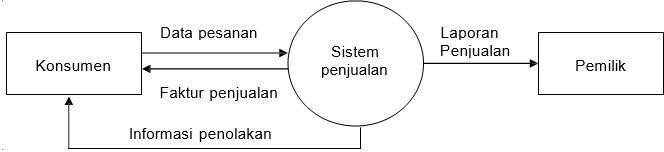 Data pesanan
Laporan
Penjualan
Konsumen
Sistem
penjualan
Pemilik
Faktur penjualan
Informasi penolakan